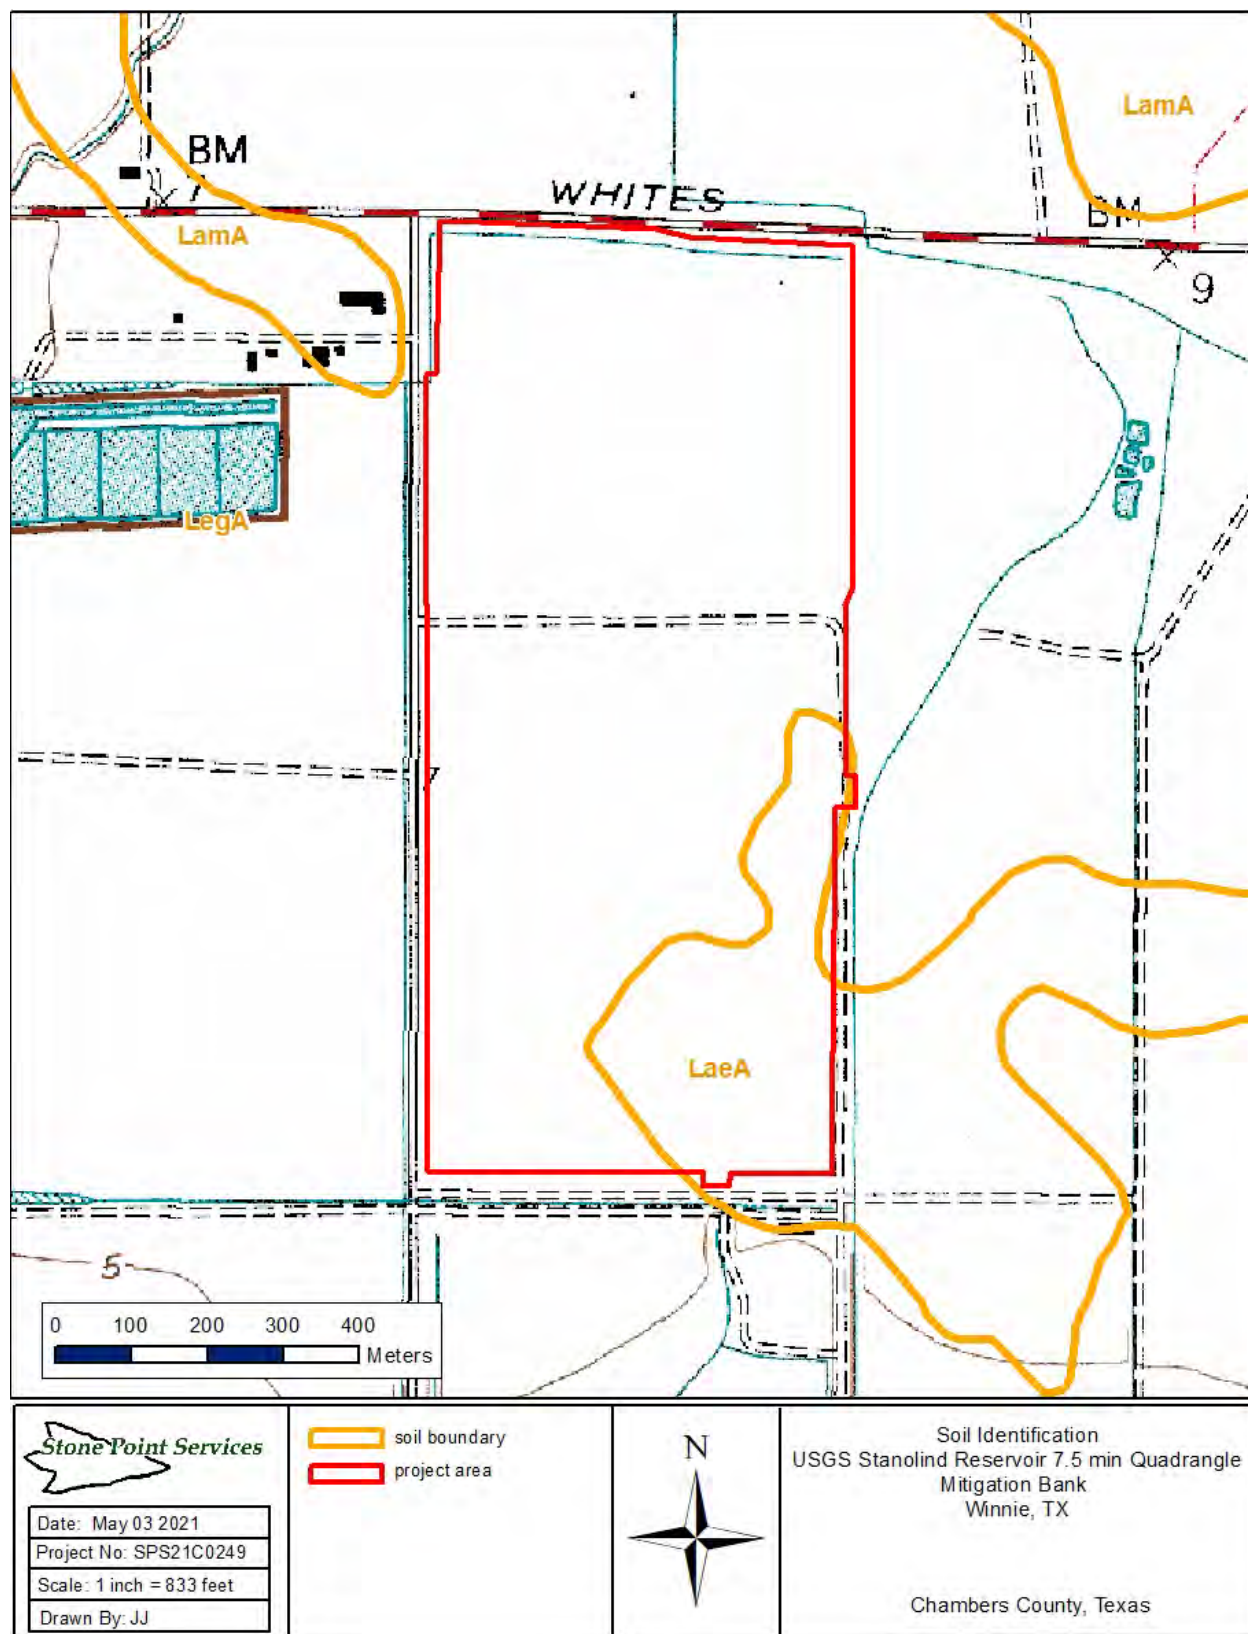 LamA
BM
7
WHITES
BM
LamA
9
LegA
LaeA
5
0 100 200 300 400
Meters
Stone Point Services
Date: May 03 2021
Project No: SPS21C0249
Scale: 1 inch = 833 feet
Drawn By: JJ
soil boundary
project area
N
Soil Identification
USGS Stanolind Reservoir 7.5 min Quadrangle
Mitigation Bank
Winnie, TX
Chambers County, Texas